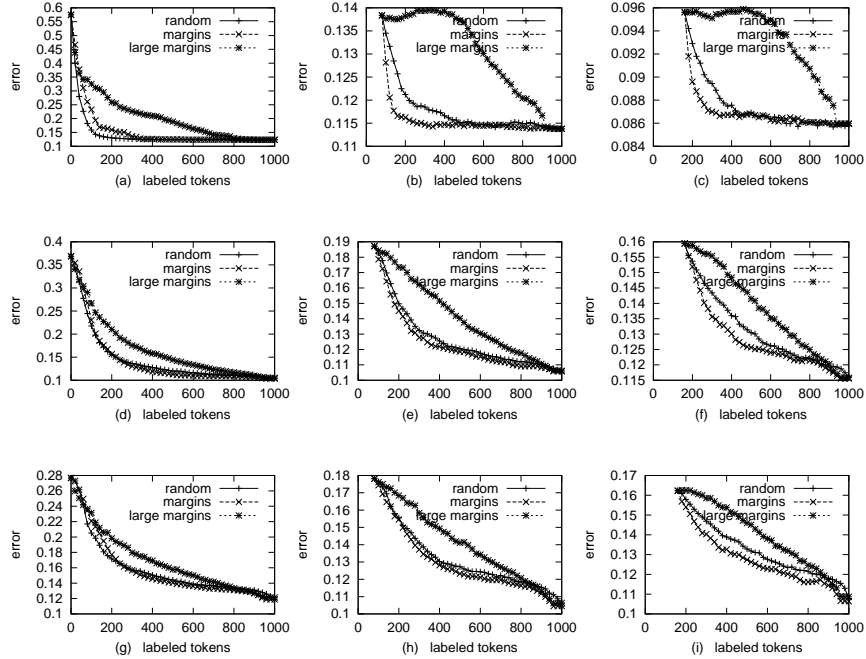 error
0.6
0.55
0.5
0.45
0.4
0.35
0.3
0.25
0.2
0.15
0.1
random
margins
large margins
0 200 400 600 800 1000
(a) labeled tokens
error
0.14
0.135
0.13
0.125
0.12
0.115
0.11
random
margins
large margins
0 200 400 600 800 1000
(b) labeled tokens
error
0.096
0.094
0.092
0.09
0.088
0.086
0.084
random
margins
large margins
0 200 400 600 800 1000
(c) labeled tokens
error
0.4
0.35
0.3
0.25
0.2
0.15
0.1
random
margins
large margins
0 200 400 600 800 1000
(d) labeled tokens
error
0.19
0.18
0.17
0.16
0.15
0.14
0.13
0.12
0.11
0.1
random
margins
large margins
0 200 400 600 800 1000
(e) labeled tokens
error
0.16
0.155
0.15
0.145
0.14
0.135
0.13
0.125
0.12
0.115
random
margins
large margins
0 200 400 600 800 1000
(f) labeled tokens
error
0.28
0.26
0.24
0.22
0.2
0.18
0.16
0.14
0.12
0.1
random
margins
large margins
0 200 400 600 800 1000
(g) labeled tokens
error
0.18
0.17
0.16
0.15
0.14
0.13
0.12
0.11
0.1
random
margins
large margins
0 200 400 600 800 1000
(h) labeled tokens
error
0.17
0.16
0.15
0.14
0.13
0.12
0.11
0.1
random
margins
large margins
0 200 400 600 800 1000
(i) labeled tokens